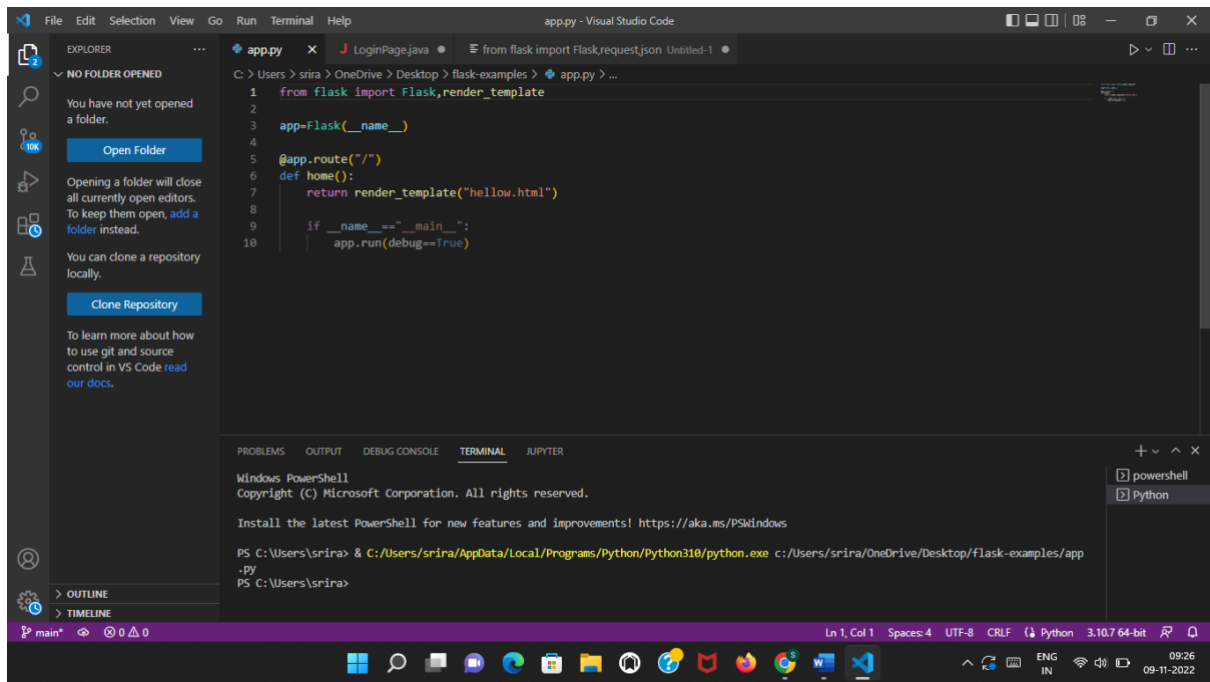 File Edit Selection View Go Run Terminal Help app.py - Visual Studio Code
EXPLORER ···
app.py × LoginPage.java ● from flask import Flask,request,json Untitled-1 ●
NO FOLDER OPENED
C: > Users > srira > OneDrive > Desktop > flask-examples > app.py > ...
You have not yet opened
a folder.
Open Folder
Opening a folder will close
all currently open editors.
To keep them open, add a
folder instead.
You can clone a repository
locally.
Clone Repository
To learn more about how
to use git and source
control in VS Code read
our docs.
2
10K
1 from flask import Flask,render_template
2
3 app=Flask(__name__)
4
5 @app.route("/")
6 def home():
7     return render_template("hellow.html")
8
9     if __name__=="__main__":
10         app.run(debug==True)
PROBLEMS OUTPUT DEBUG CONSOLE TERMINAL JUPYTER
Windows PowerShell
Copyright (C) Microsoft Corporation. All rights reserved.
Install the latest PowerShell for new features and improvements! https://aka.ms/PSWindows
PS C:\Users\srira> & C:/Users/srira/AppData/Local/Programs/Python/Python310/python.exe c:/Users/srira/OneDrive/Desktop/flask-examples/app
.py
PS C:\Users\srira>
powershell
Python
OUTLINE
TIMELINE
main* 0 0 Ln 1, Col 1 Spaces: 4 UTF-8 CRLF Python 3.10.7 64-bit
ENG
IN
09:26
09-11-2022